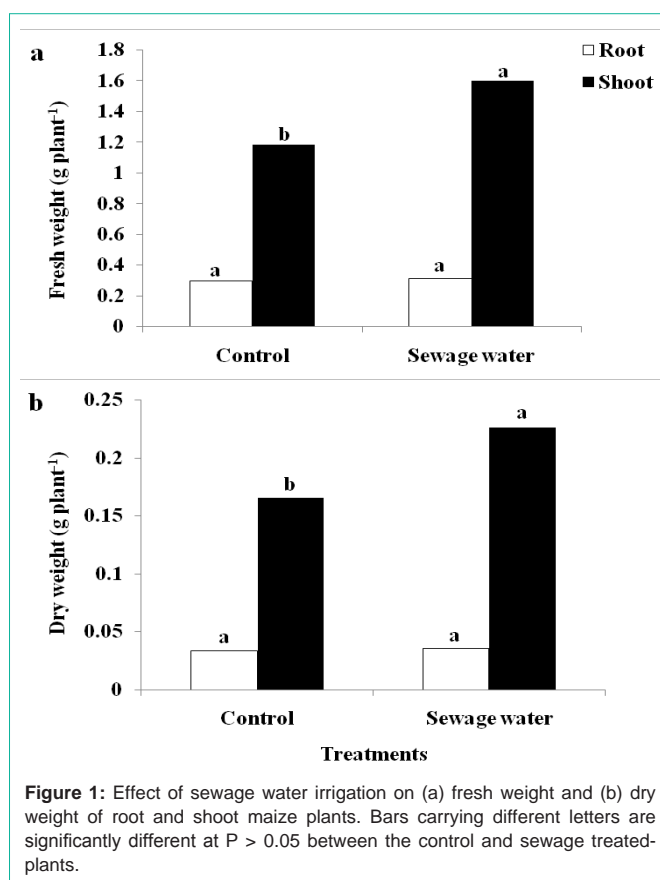 a
Root
Shoot
Fresh weight (g plant-1)
1.8
1.6
1.4
1.2
1
0.8
0.6
0.4
0.2
0
a
b
a
a
Control Sewage water
b
Dry weight (g plant-1)
0.25
0.2
0.15
0.1
0.05
0
a
b
a
a
Control Sewage water
Treatments
Figure 1: Effect of sewage water irrigation on (a) fresh weight and (b) dry
weight of root and shoot maize plants. Bars carrying different letters are
significantly different at P > 0.05 between the control and sewage treated-
plants.